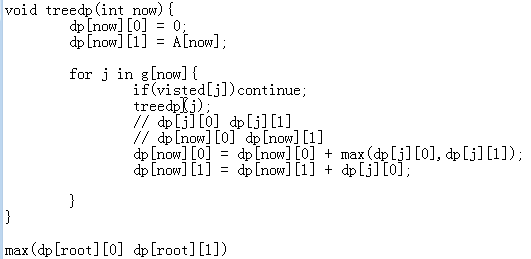 void treedp(int now){
dp[now][0] = 0;
dp[now][1] = A[now];
for j in g[now]{
if(visted[j])continue;
treedp(j);
// dp[j][0] dp[j][1]
// dp[now][0] dp[now][1]
dp[now][0] = dp[now][0] + max(dp[j][0],dp[j][1]);
dp[now][1] = dp[now][1] + dp[j][0];
}
}
max(dp[root][0] dp[root][1])